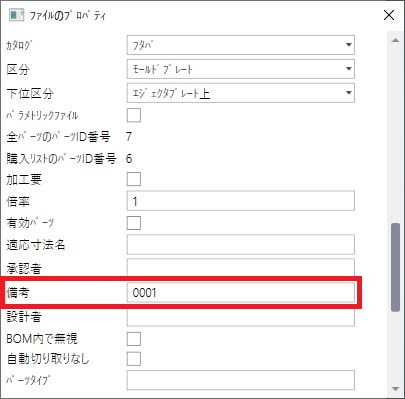 ﾌｧｲﾙのﾌﾟﾛﾊﾟﾃｨ
ｶﾀﾛｸﾞ ﾌﾀﾊﾞ
区分 ﾓｰﾙﾄﾞﾌﾟﾚｰﾄ
下位区分 ｴｼﾞｪｸﾀﾌﾟﾚｰﾄ上
ﾊﾟﾗﾒﾄﾘｯｸﾌｧｲﾙ
全ﾊﾟｰﾂのﾊﾟｰﾂID番号 7
購入ﾘｽﾄのﾊﾟｰﾂID番号 6
加工要
倍率 1
有効ﾊﾟｰﾂ
適応寸法名
承認者
備考 0001
設計者
BOM内で無視
自動切り取りなし
ﾊﾟｰﾂﾀｲﾌﾟ